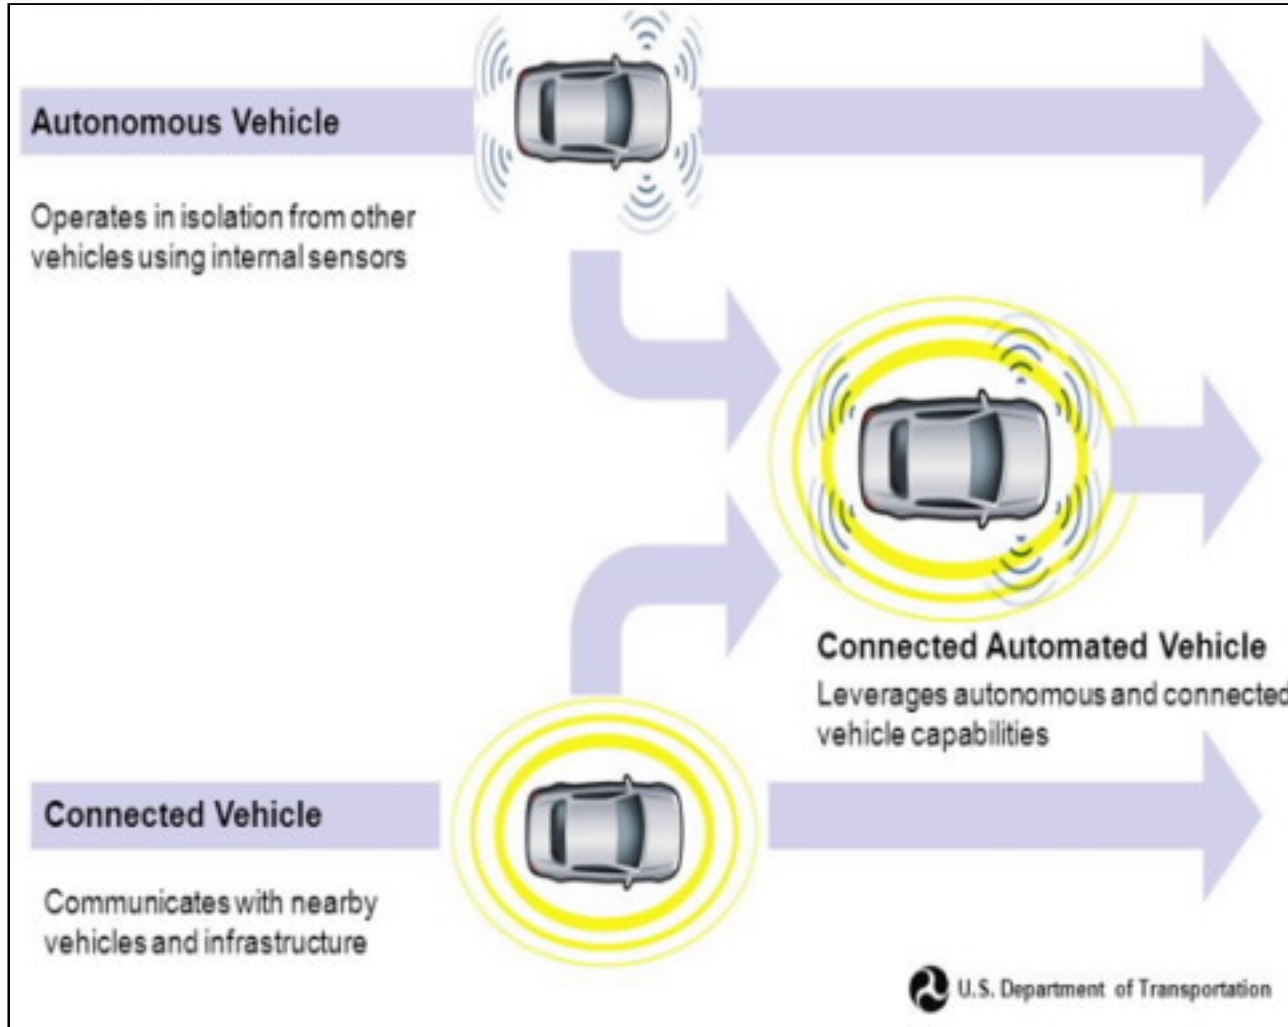 Autonomous Vehicle
Operates in isolation from other
vehicles using internal sensors
Connected Automated Vehicle
Leverages autonomous and connected
vehicle capabilities
Connected Vehicle
Communicates with nearby
vehicles and infrastructure
U.S. Department of Transportation